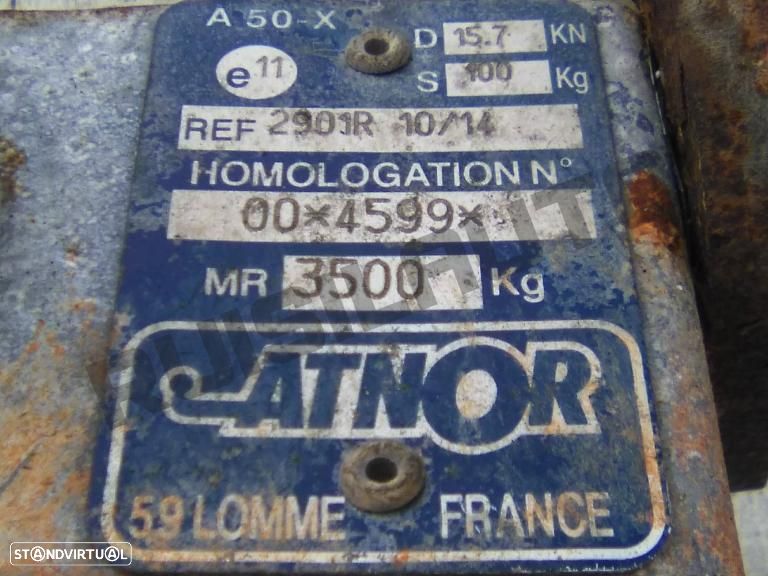 A 50-X
D 15.7 KN
e11
S 100 Kg
REF 2901R 10/14
HOMOLOGATION N°
00*4599*
MR 3500 Kg
ATNOR
59 LOMME FRANCE
STANDVIRTUAL